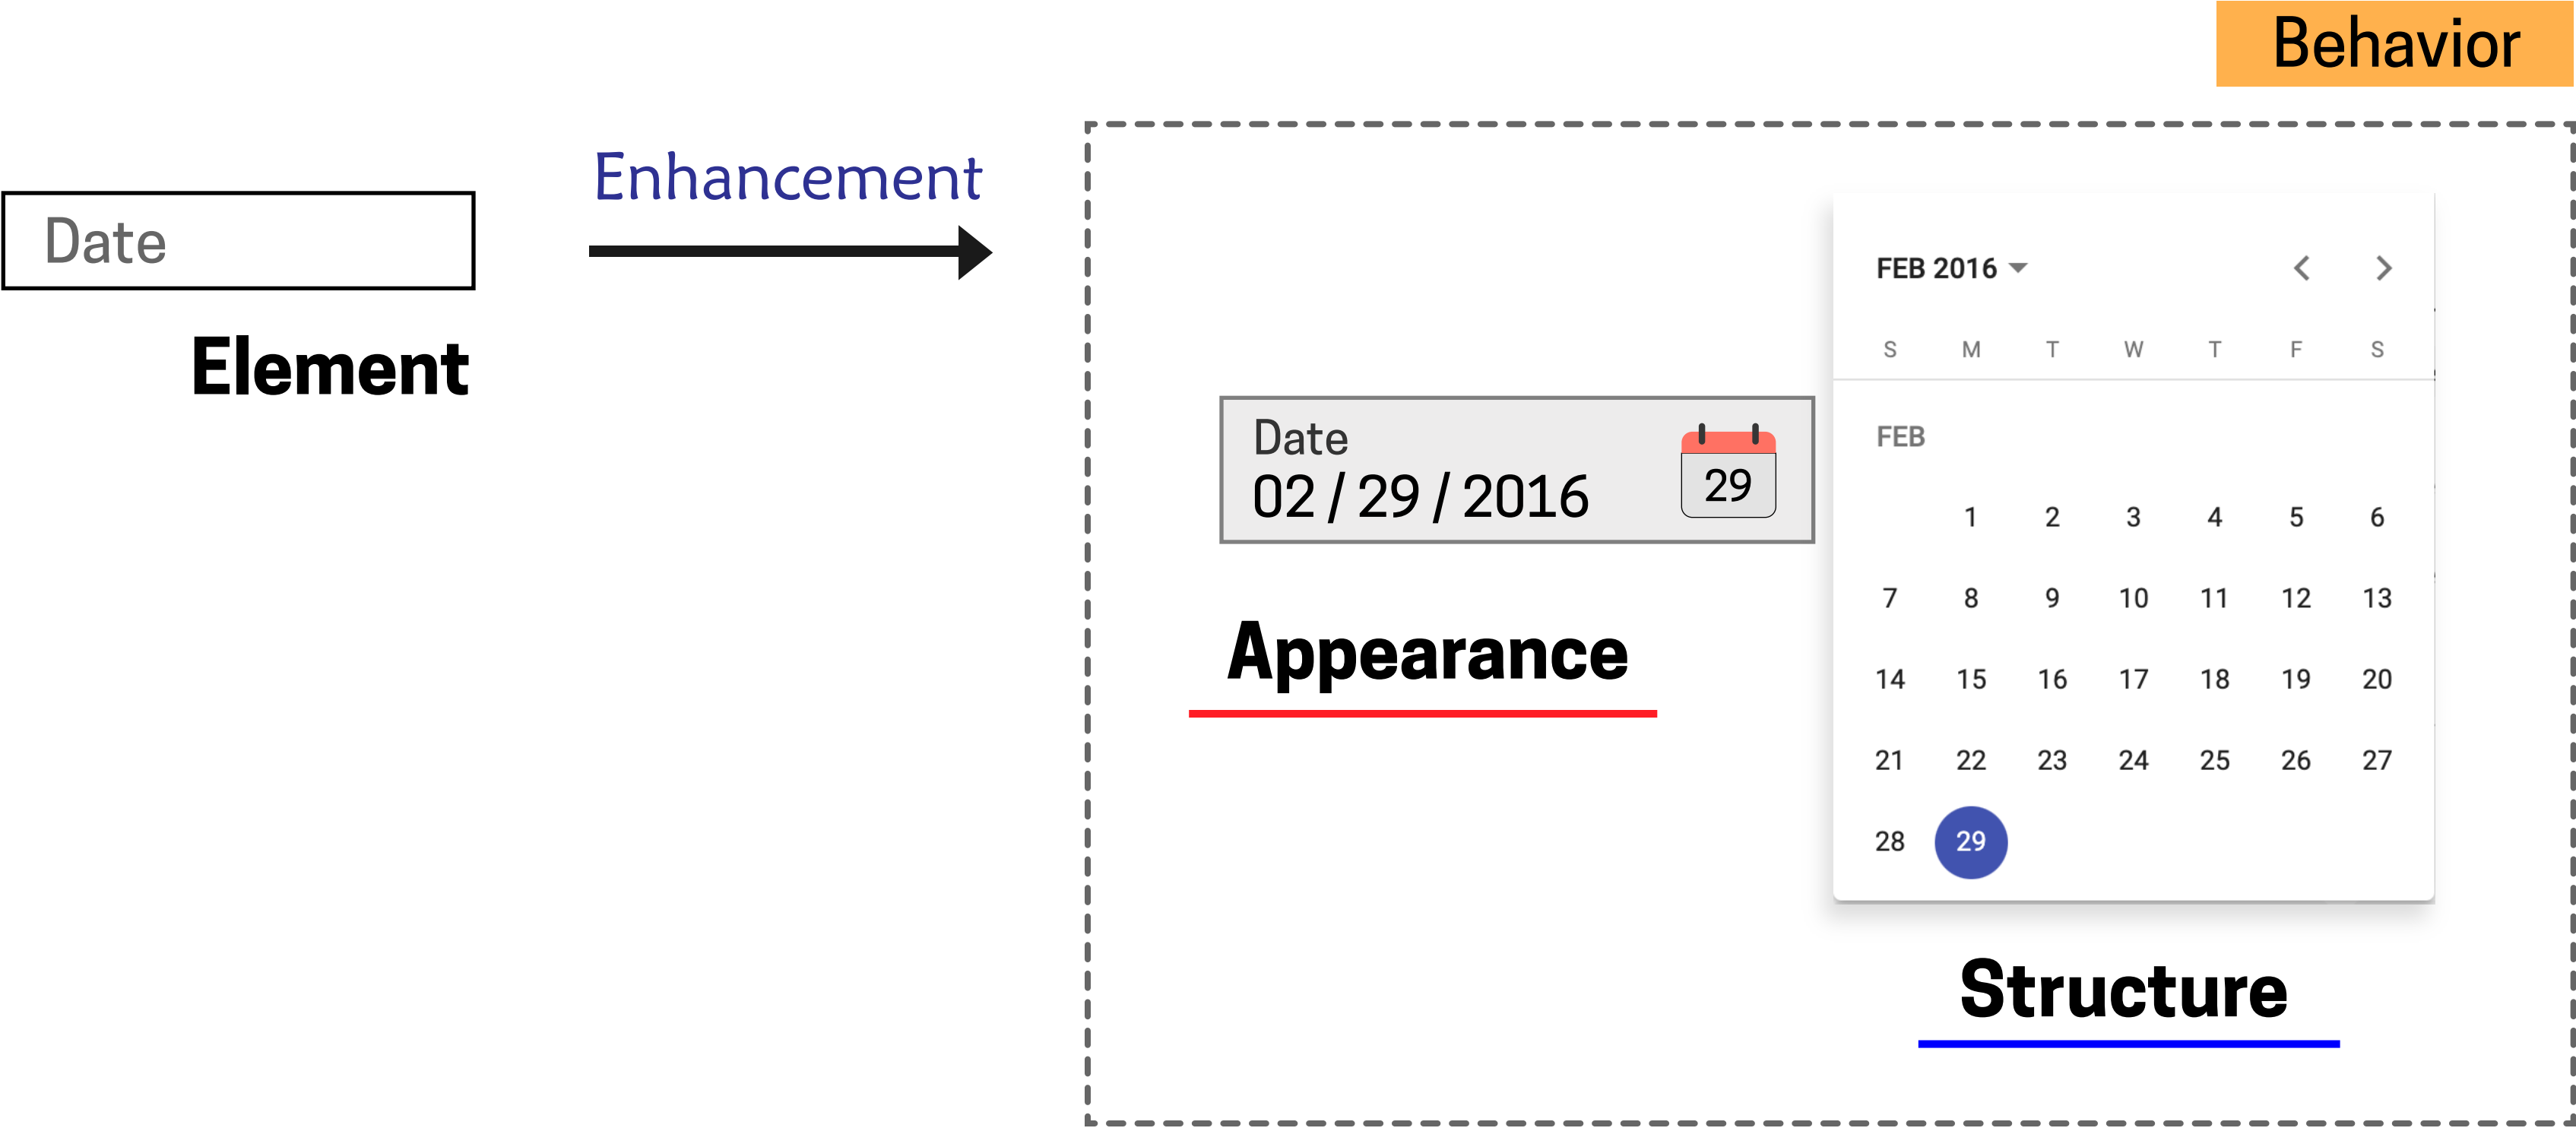 Behavior
Enhancement
Date
Element
Date
02 / 29 / 2016
29
Appearance
FEB 2016
S M T W T F S
FEB
1 2 3 4 5 6
7 8 9 10 11 12 13
14 15 16 17 18 19 20
21 22 23 24 25 26 27
28 29
Structure